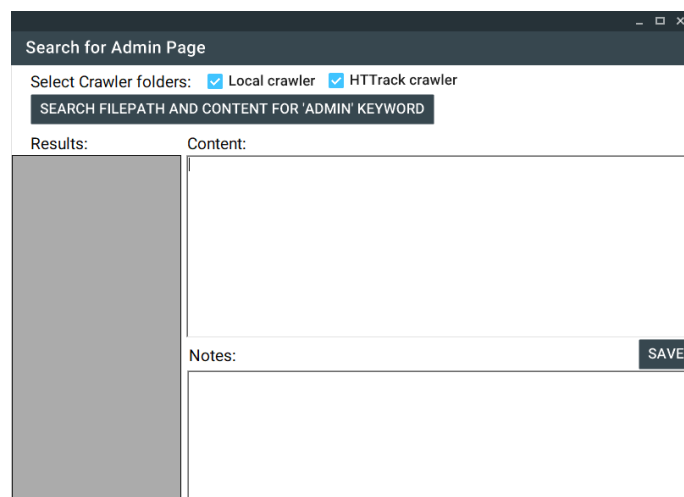 Search for Admin Page
Select Crawler folders: Local crawler HTTrack crawler
SEARCH FILEPATH AND CONTENT FOR 'ADMIN' KEYWORD
Results: Content:
Notes: SAVE